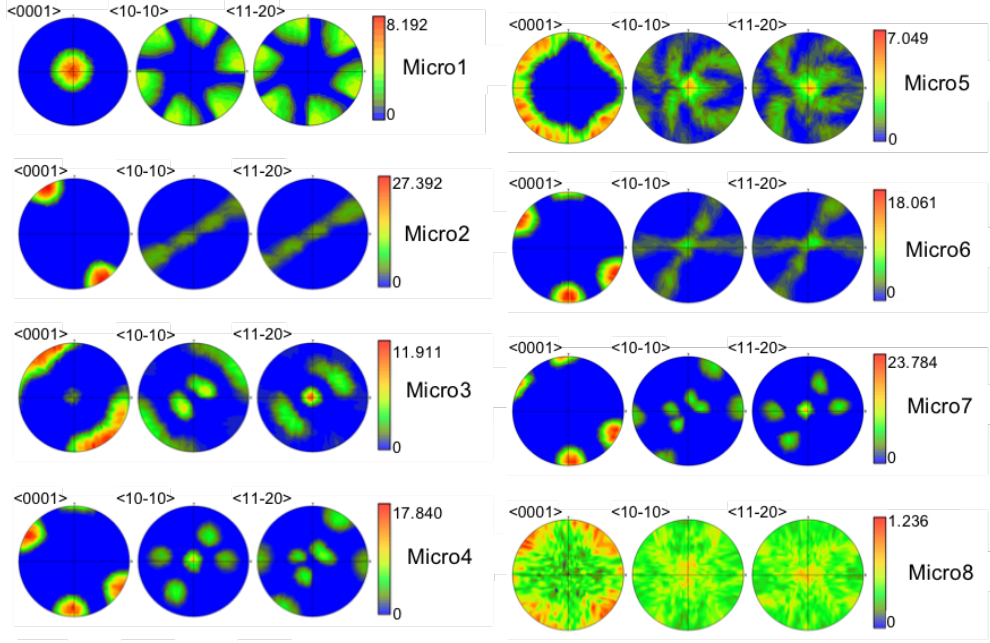 <0001> <10-10> <11-20>
8.192
Micro1
0
<0001> <10-10> <11-20>
27.392
Micro2
0
<0001> <10-10> <11-20>
11.911
Micro3
0
<0001> <10-10> <11-20>
17.840
Micro4
0
<0001> <10-10> <11-20>
7.049
Micro5
0
<0001> <10-10> <11-20>
18.061
Micro6
0
<0001> <10-10> <11-20>
23.784
Micro7
0
<0001> <10-10> <11-20>
1.236
Micro8
0